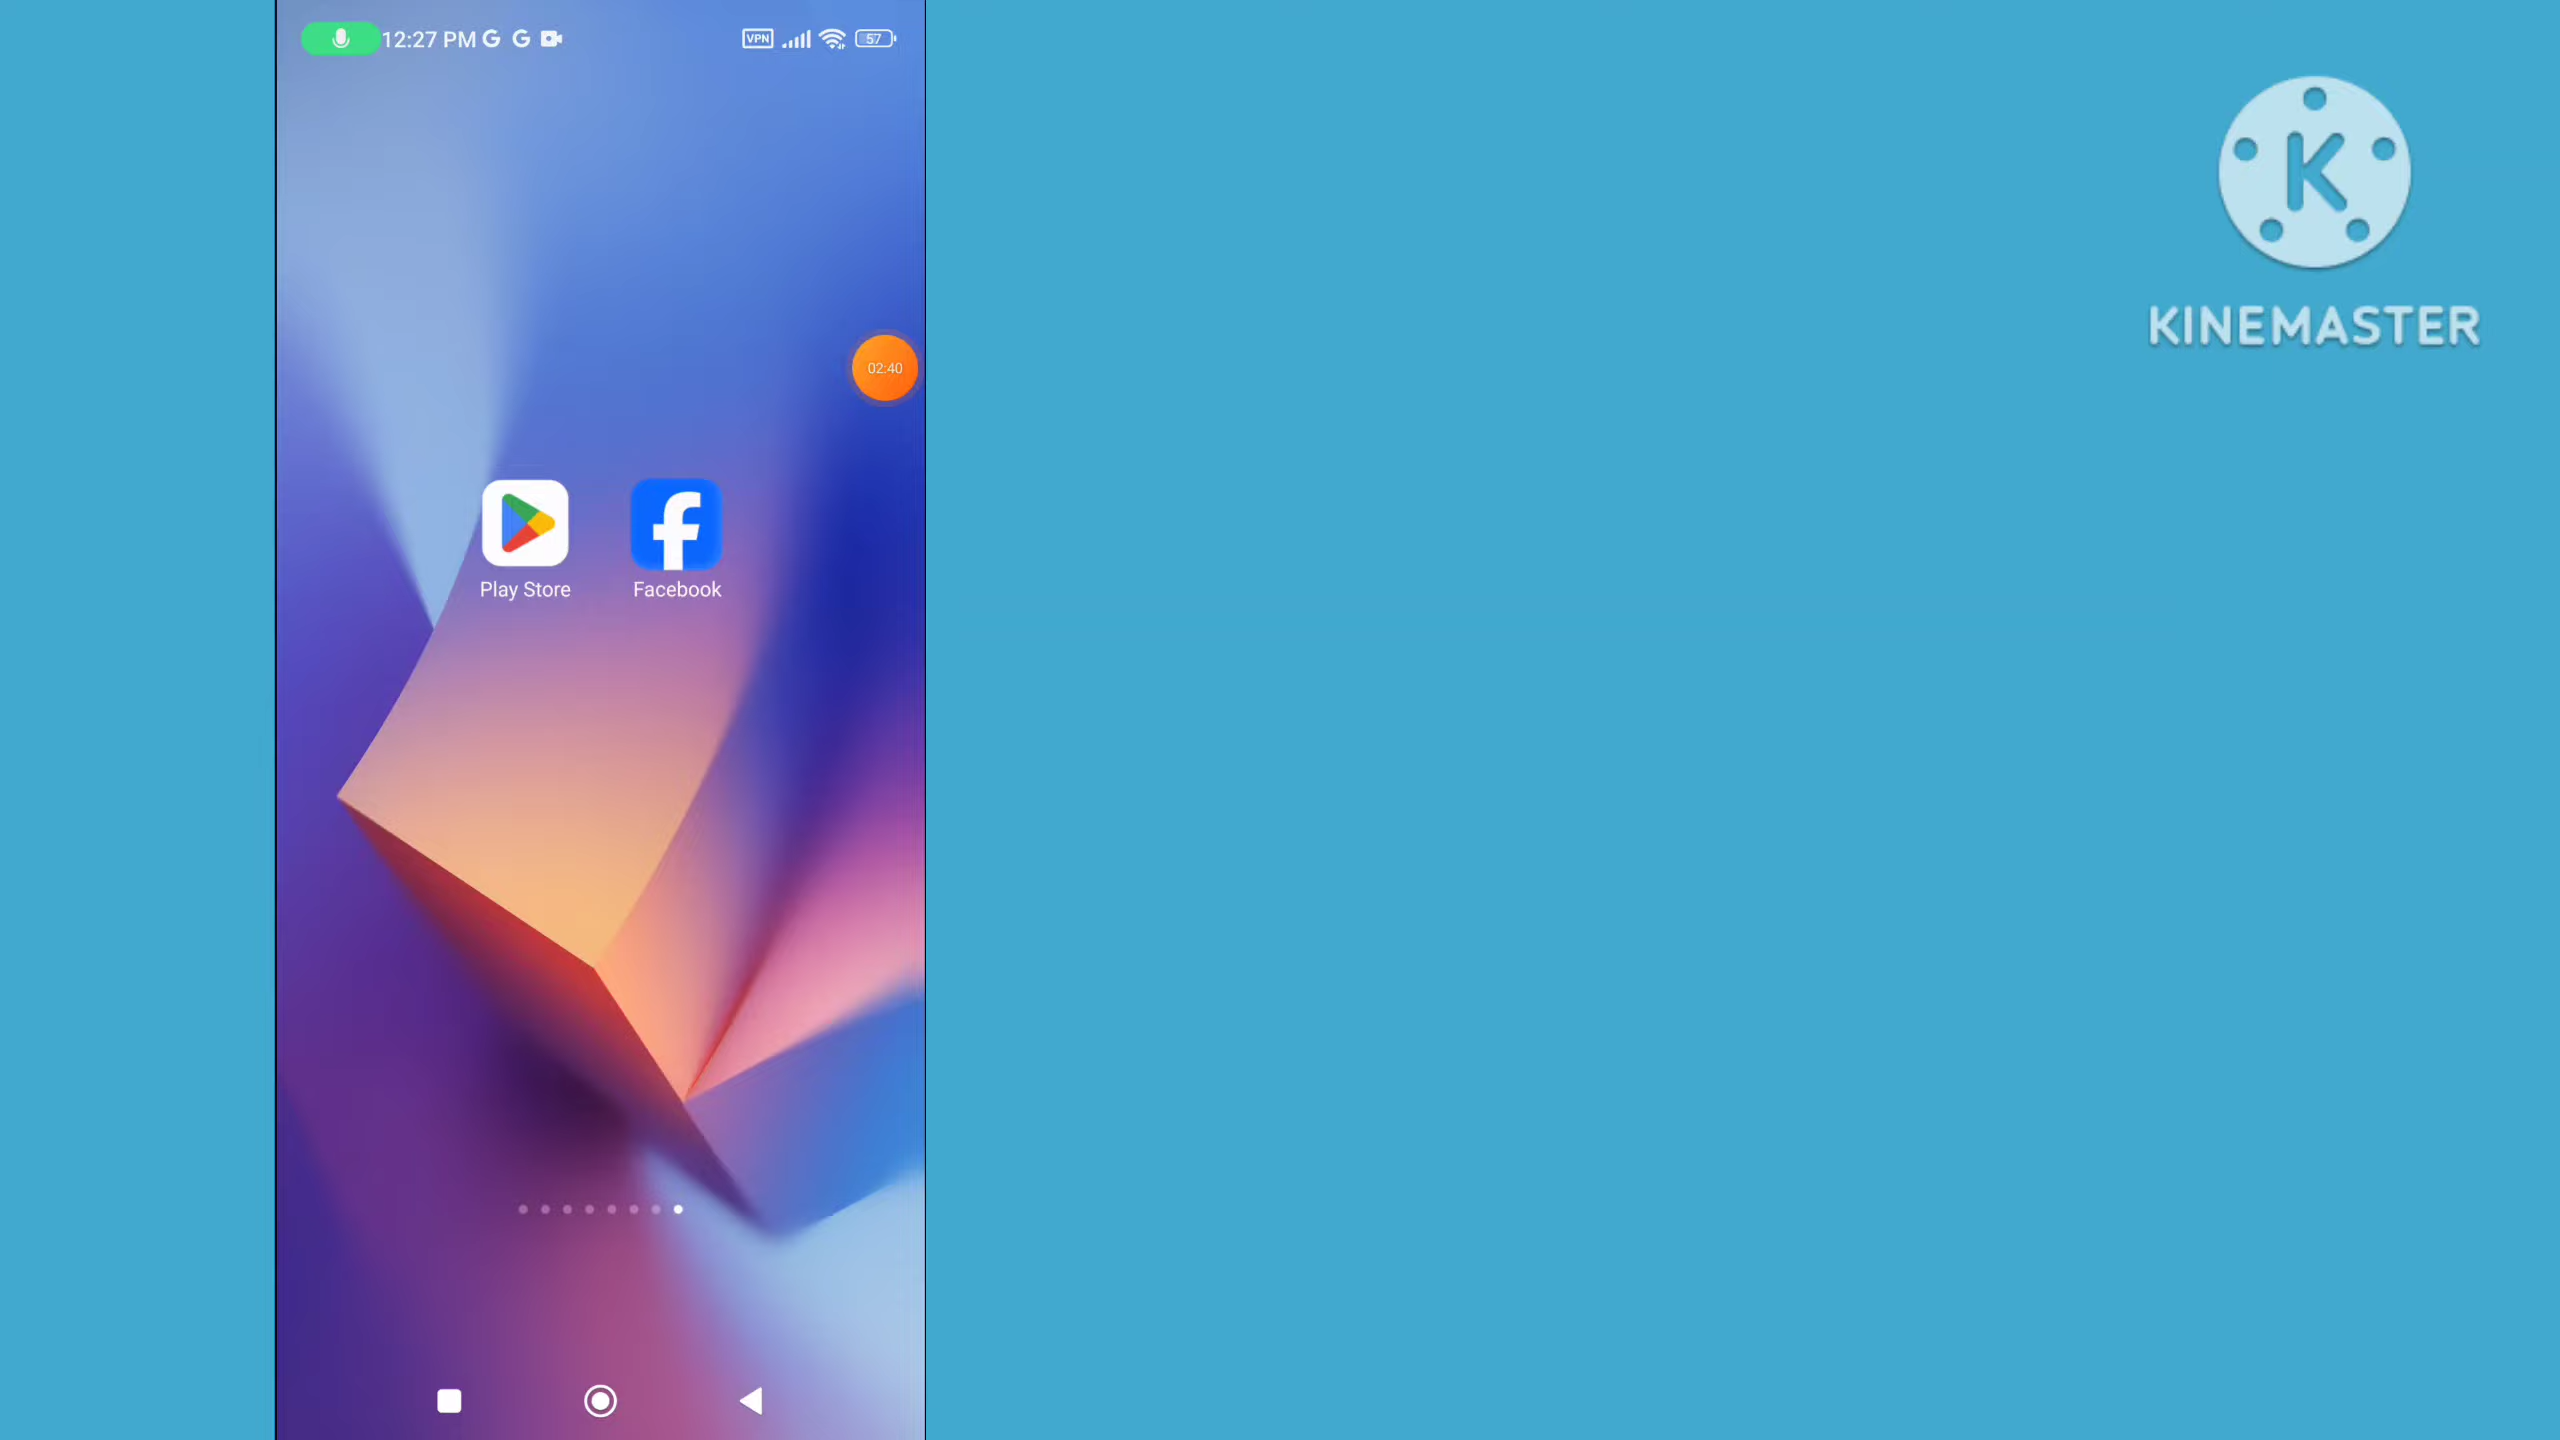 12:27 PM G G VPN 57
K
KINEMASTER
02:40
Play Store Facebook